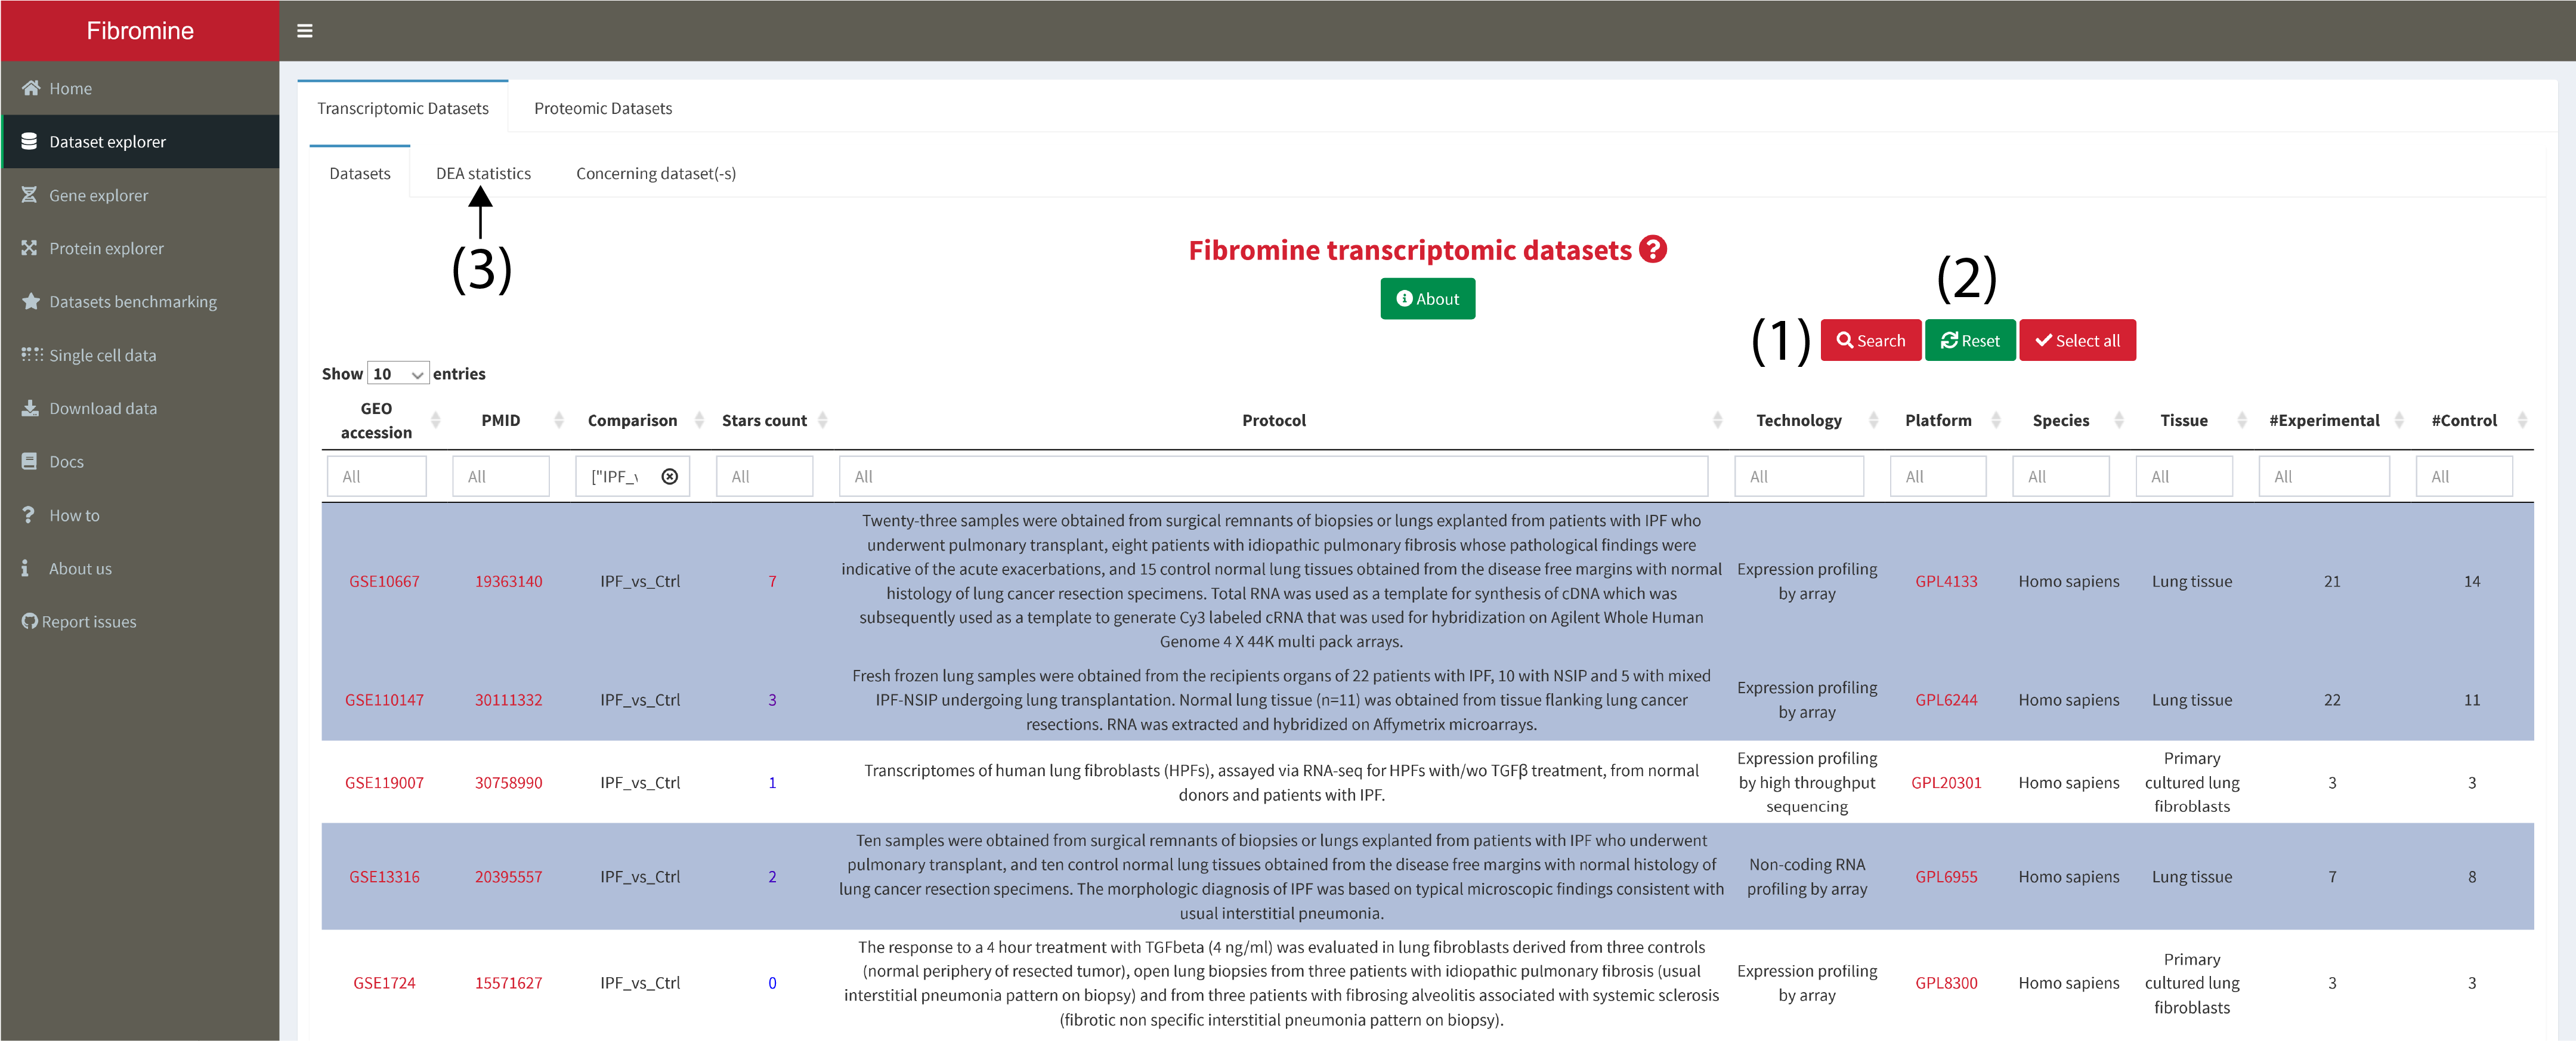 Fibromine
Home
Dataset explorer
Gene explorer
Protein explorer
Datasets benchmarking
Single cell data
Download data
Docs
How to
About us
Report issues
Transcriptomic Datasets Proteomic Datasets
Datasets DEA statistics Concerning dataset(-s)
(3)
Fibromine transcriptomic datasets
About
(2)
(1) Search Reset Select all
Show 10 entries
GEO accession PMID Comparison Stars count Protocol Technology Platform Species Tissue #Experimental #Control
All All ["IPF_v All All All All All All All All
Twenty-three samples were obtained from surgical remnants of biopsies or lungs explanted from patients with IPF who
underwent pulmonary transplant, eight patients with idiopathic pulmonary fibrosis whose pathological findings were
indicative of the acute exacerbations, and 15 control normal lung tissues obtained from the disease free margins with normal
histology of lung cancer resection specimens. Total RNA was used as a template for synthesis of cDNA which was
subsequently used as a template to generate Cy3 labeled cRNA that was used for hybridization on Agilent Whole Human
Genome 4 X 44K multi pack arrays.
GSE10667 19363140 IPF_vs_Ctrl 7 Expression profiling by array GPL4133 Homo sapiens Lung tissue 21 14
Fresh frozen lung samples were obtained from the recipients organs of 22 patients with IPF, 10 with NSIP and 5 with mixed
IPF-NSIP undergoing lung transplantation. Normal lung tissue (n=11) was obtained from tissue flanking lung cancer
resections. RNA was extracted and hybridized on Affymetrix microarrays.
GSE110147 30111332 IPF_vs_Ctrl 3 Expression profiling by array GPL6244 Homo sapiens Lung tissue 22 11
Transcriptomes of human lung fibroblasts (HPFs), assayed via RNA-seq for HPFs with/wo TGFβ treatment, from normal
donors and patients with IPF.
GSE119007 30758990 IPF_vs_Ctrl 1 Expression profiling by high throughput sequencing GPL20301 Homo sapiens Primary cultured lung fibroblasts 3 3
Ten samples were obtained from surgical remnants of biopsies or lungs explanted from patients with IPF who underwent
pulmonary transplant, and ten control normal lung tissues obtained from the disease free margins with normal histology of
lung cancer resection specimens. The morphologic diagnosis of IPF was based on typical microscopic findings consistent with
usual interstitial pneumonia.
GSE13316 20395557 IPF_vs_Ctrl 2 Non-coding RNA profiling by array GPL6955 Homo sapiens Lung tissue 7 8
The response to a 4 hour treatment with TGFbeta (4 ng/ml) was evaluated in lung fibroblasts derived from three controls
(normal periphery of resected tumor), open lung biopsies from three patients with idiopathic pulmonary fibrosis (usual
interstitial pneumonia pattern on biopsy) and from three patients with fibrosing alveolitis associated with systemic sclerosis
(fibrotic non specific interstitial pneumonia pattern on biopsy).
GSE1724 15571627 IPF_vs_Ctrl 0 Expression profiling by array GPL8300 Homo sapiens Primary cultured lung fibroblasts 3 3